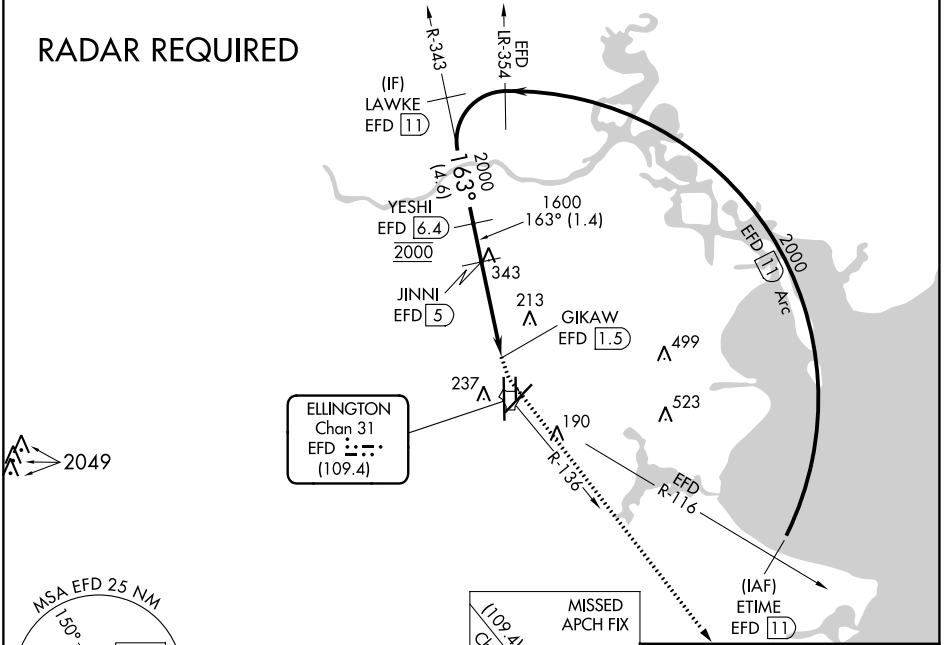 RADAR REQUIRED
R-343
EFD
LR-354
(IF)
LAWKE
EFD 11
2000
163°
(4.6)
YESHI
EFD 6.4
2000
1600
163° (1.4)
343
JINNI
EFD 5
213
GIKAW
EFD 1.5
499
EFD 11 Arc
2000
237
523
ELLINGTON
Chan 31
EFD
(109.4)
190
R-136
EFD
R-116
2049
(IAF)
ETIME
EFD 11
MSA EFD 25 NM
150°
MISSED
APCH FIX
(109.4)